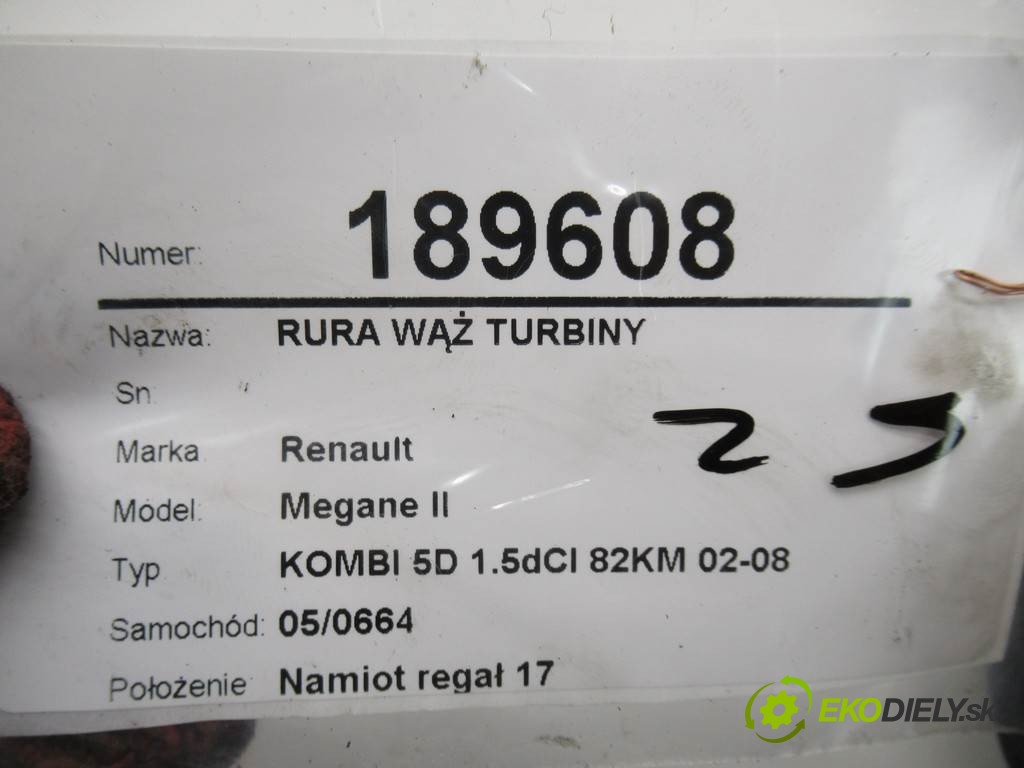 Numer: 189608
Nazwa: RURA WĄŻ TURBINY
Sn:
Marka Renault
Model: Megane II
Typ KOMBI 5D 1.5dCI 82KM 02-08
Samochód: 05/0664
Położenie Namiot regał 17
EKODIELY.sk